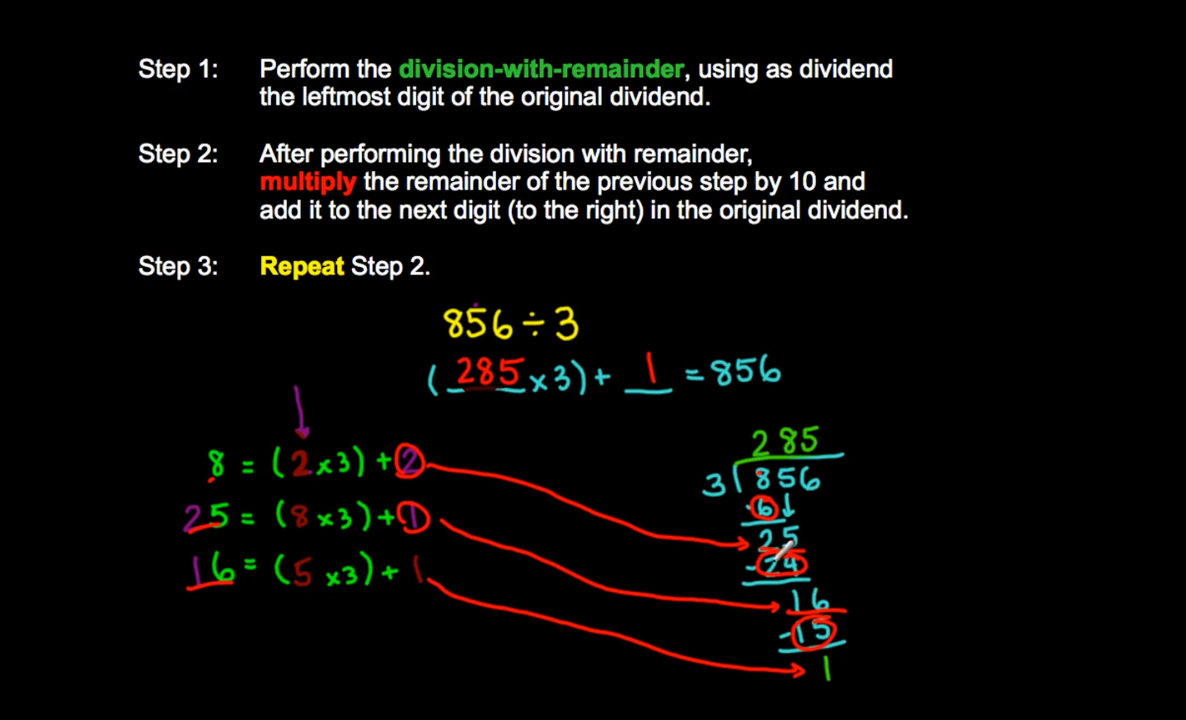 Step 1: Perform the division-with-remainder, using as dividend
the leftmost digit of the original dividend.
Step 2: After performing the division with remainder,
multiply the remainder of the previous step by 10 and
add it to the next digit (to the right) in the original dividend.
Step 3: Repeat Step 2.
856 ÷ 3
( 285 x 3) + 1 = 856
8 = ( 2 x 3) + 2
25 = ( 8 x 3) + 1
16 = ( 5 x 3) + 1
285
3 856
- 6 ↓
25
- 24
16
- 15
1